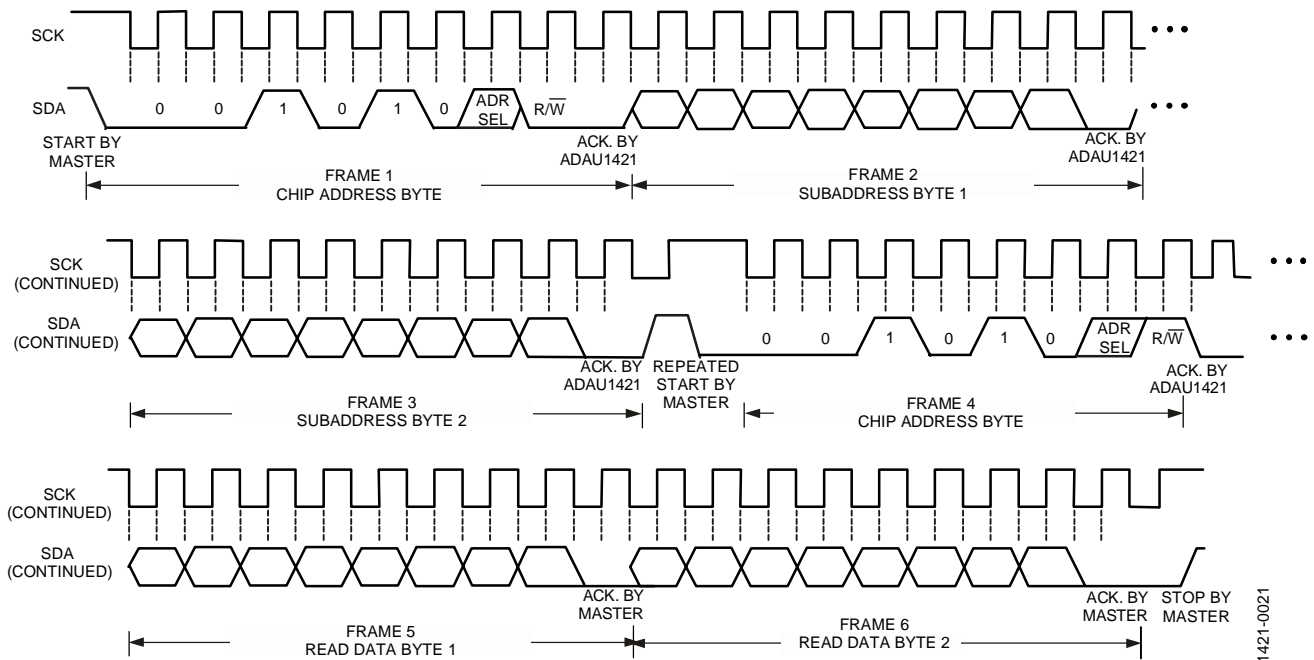 SCK
SDA
0 0 1 0 1 0 ADR SEL R/W̅
START BY MASTER
ACK. BY ADAU1421
ACK. BY ADAU1421
FRAME 1
CHIP ADDRESS BYTE
FRAME 2
SUBADDRESS BYTE 1
SCK
(CONTINUED)
SDA
(CONTINUED)
0 0 1 0 1 0 ADR SEL R/W̅
ACK. BY ADAU1421
REPEATED START BY MASTER
ACK. BY ADAU1421
FRAME 3
SUBADDRESS BYTE 2
FRAME 4
CHIP ADDRESS BYTE
SCK
(CONTINUED)
SDA
(CONTINUED)
ACK. BY MASTER
ACK. BY MASTER
STOP BY MASTER
FRAME 5
READ DATA BYTE 1
FRAME 6
READ DATA BYTE 2
1421-0021